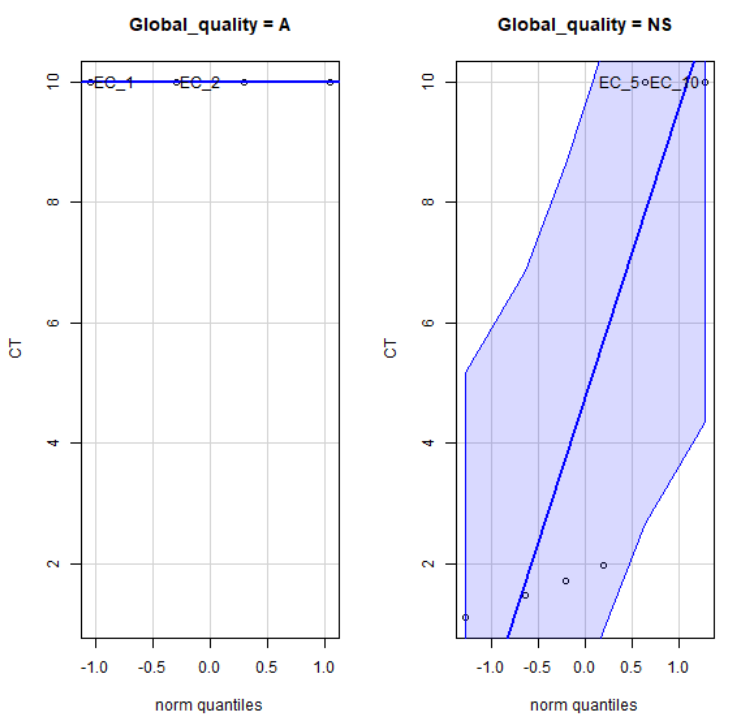 Global_quality = A
CT
10
8
6
4
2
EC_1
EC_2
-1.0
-0.5
0.0
0.5
1.0
norm quantiles
Global_quality = NS
CT
10
8
6
4
2
EC_5
EC_10
-1.0
-0.5
0.0
0.5
1.0
norm quantiles